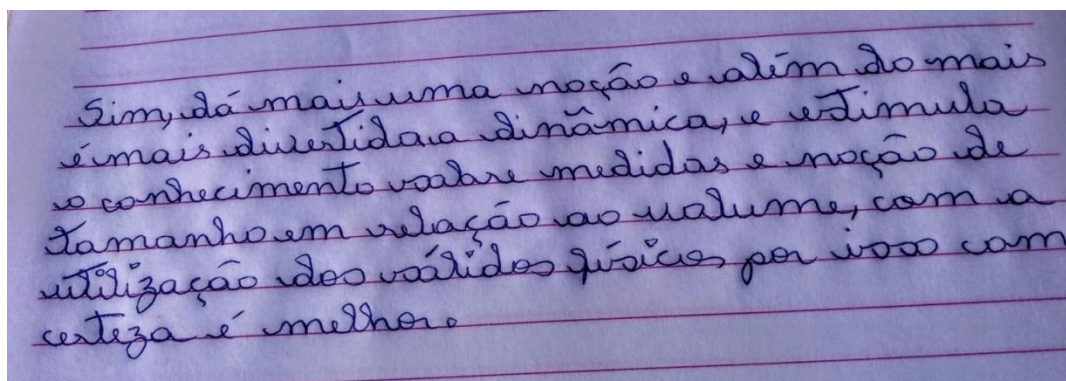 Sim, dá mais uma noção e além do mais
é mais divertida a dinâmica, e estimula
o conhecimento sobre medidas e noção de
tamanho em relação ao volume, com a
utilização dos sólidos físicos por isso com
certeza é melhor.